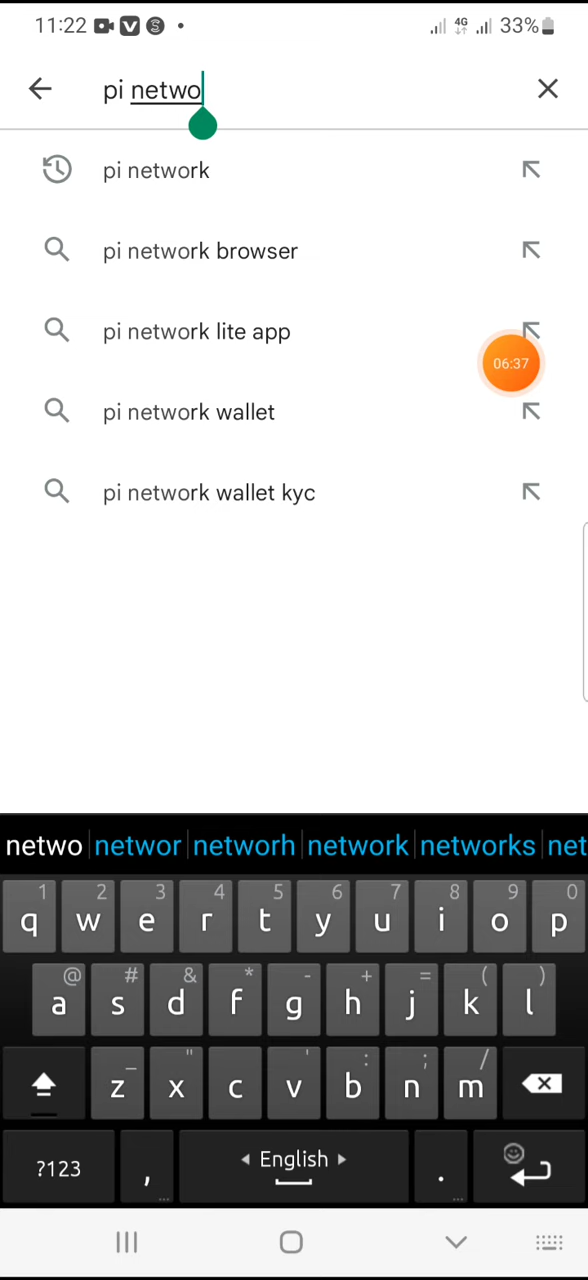 11:22 4G 33%
pi netwo
pi network
pi network browser
pi network lite app
06:37
pi network wallet
pi network wallet kyc
netwo networ networh network networks net
1 2 3 4 5 6 7 8 9 0
q w e r t y u i o p
@ # & * - + = ( )
a s d f g h j k l
_ " ' : ; /
z x c v b n m
?123 , English .